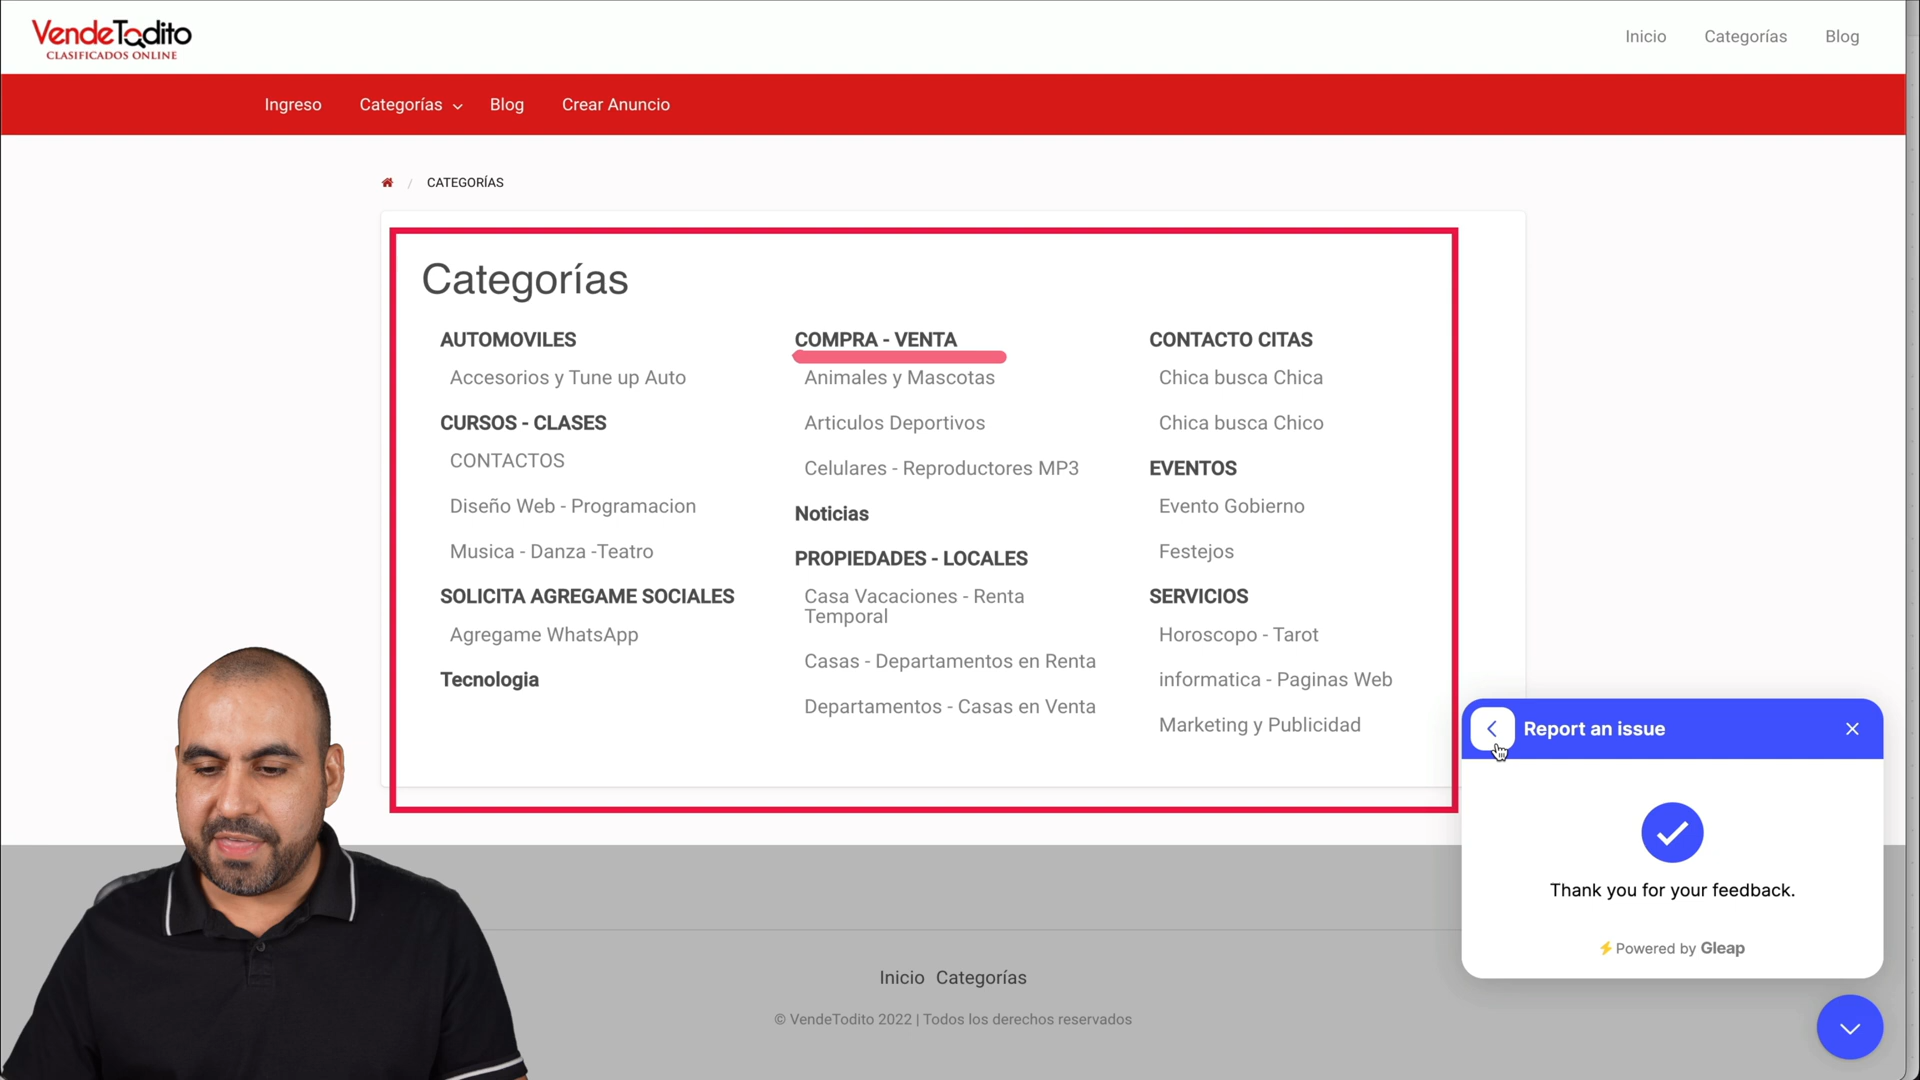 VendeTodito
CLASIFICADOS ONLINE
Inicio
Categorías
Blog
Ingreso
Categorías
Blog
Crear Anuncio
/ CATEGORÍAS
Categorías
AUTOMOVILES
Accesorios y Tune up Auto
CURSOS - CLASES
CONTACTOS
Diseño Web - Programacion
Musica - Danza -Teatro
SOLICITA AGREGAME SOCIALES
Agregame WhatsApp
Tecnologia
COMPRA - VENTA
Animales y Mascotas
Articulos Deportivos
Celulares - Reproductores MP3
Noticias
PROPIEDADES - LOCALES
Casa Vacaciones - Renta
Temporal
Casas - Departamentos en Renta
Departamentos - Casas en Venta
CONTACTO CITAS
Chica busca Chica
Chica busca Chico
EVENTOS
Evento Gobierno
Festejos
SERVICIOS
Horoscopo - Tarot
informatica - Paginas Web
Marketing y Publicidad
Report an issue
Thank you for your feedback.
Powered by Gleap
Inicio Categorías
© VendeTodito 2022 | Todos los derechos reservados